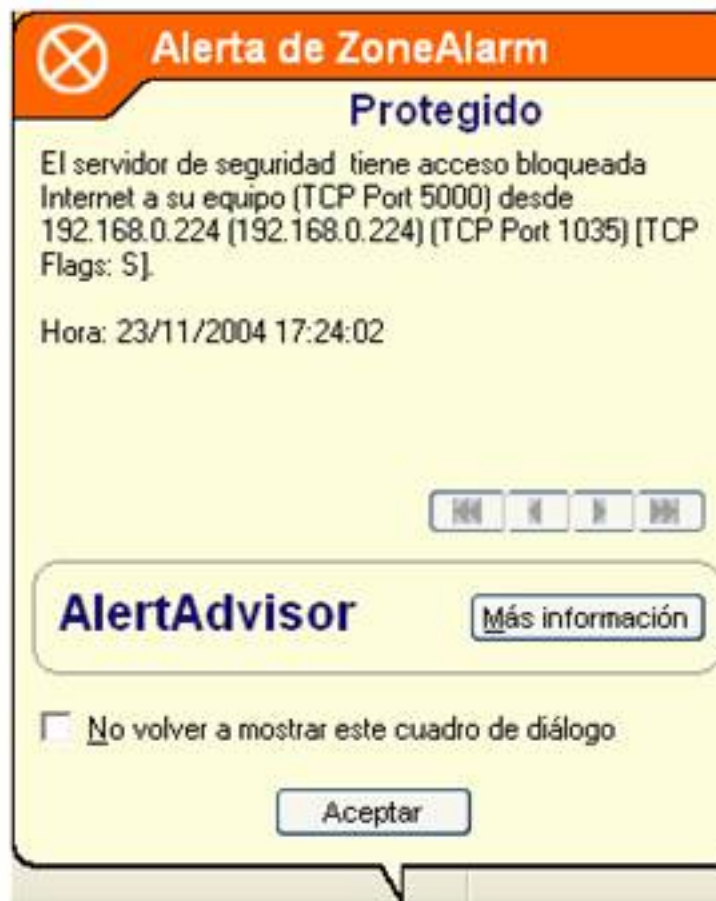 Alerta de ZoneAlarm
Protegido
El servidor de seguridad tiene acceso bloqueada
Internet a su equipo (TCP Port 5000) desde
192.168.0.224 (192.168.0.224) (TCP Port 1035) [TCP
Flags: S].
Hora: 23/11/2004 17:24:02
AlertAdvisor
Más información
No volver a mostrar este cuadro de diálogo
Aceptar